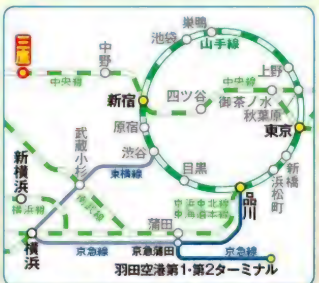 巣鴨
池袋
山手線
三鷹
中野
上野
中央線
中央線
新宿
四ツ谷
御茶ノ水
秋葉原
東京
原宿
武蔵小杉
渋谷
新橋
新横浜
目黒
浜松町
東横線
横浜線
南武線
品川
蒲田
横浜
京急線
京急蒲田
京急線
羽田空港第1・第2ターミナル